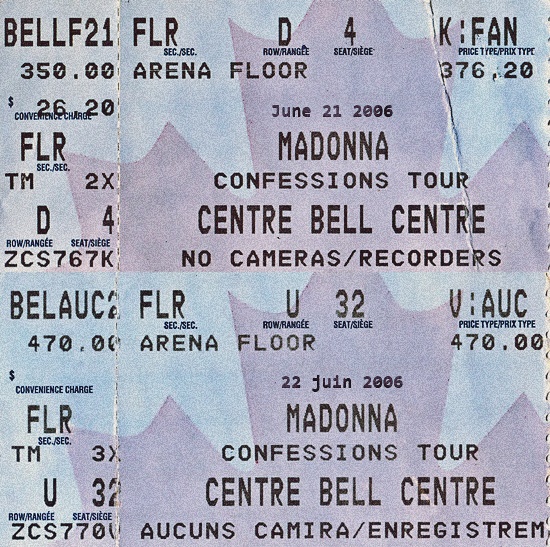 BELLF21 FLR D 4 K:FAN
SEC./SEC. ROW/RANGÉE SEAT/SIÈGE PRICE TYPE/PRIX TYPE
350.00 ARENA FLOOR 376.20
$ 26.20
CONVENIENCE CHARGE
June 21 2006
FLR MADONNA
SEC./SEC.
TM 2X CONFESSIONS TOUR
D 4 CENTRE BELL CENTRE
ROW/RANGÉE SEAT/SIÈGE
ZCS767K NO CAMERAS/RECORDERS
BELAUC2 FLR U 32 V:AUC
SEC./SEC. ROW/RANGÉE SEAT/SIÈGE PRICE TYPE/PRIX TYPE
470.00 ARENA FLOOR 470.00
$
CONVENIENCE CHARGE
22 juin 2006
FLR MADONNA
SEC./SEC.
TM 3X CONFESSIONS TOUR
U 32 CENTRE BELL CENTRE
ROW/RANGÉE SEAT/SIÈGE
ZCS770 AUCUNS CAMIRA/ENREGISTREM